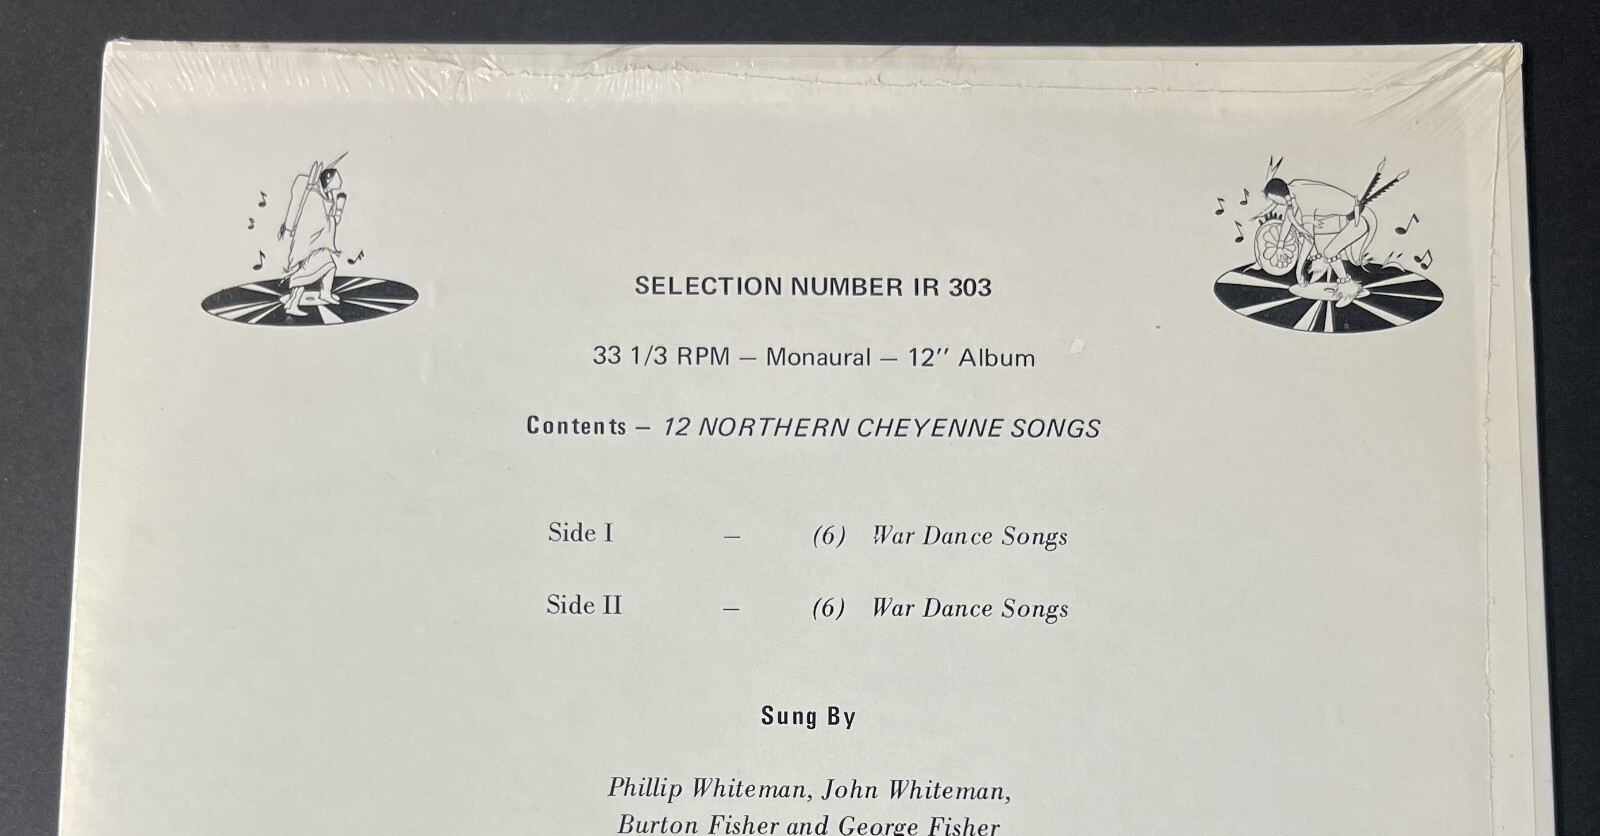 SELECTION NUMBER IR 303
33 1/3 RPM — Monaural — 12" Album
Contents — 12 NORTHERN CHEYENNE SONGS
Side I — (6) War Dance Songs
Side II — (6) War Dance Songs
Sung By
Phillip Whiteman, John Whiteman,
Burton Fisher and George Fisher